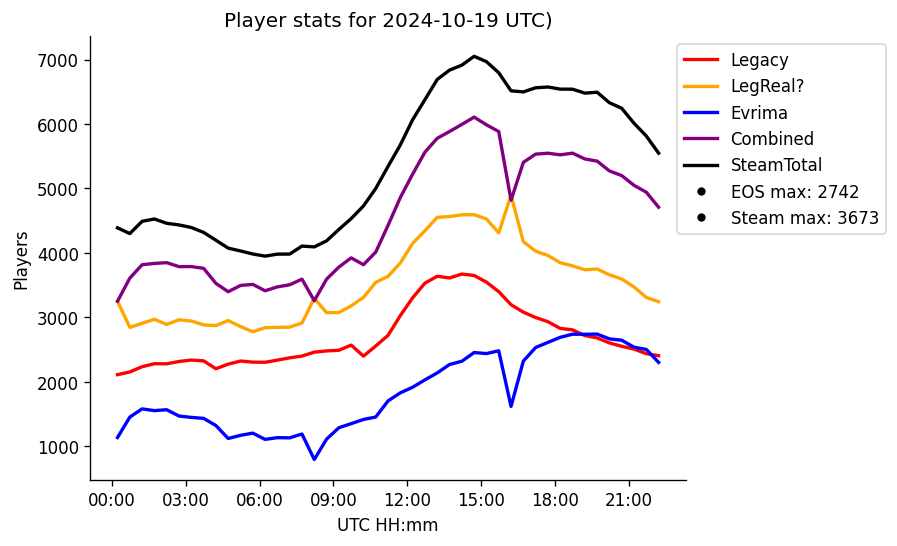 Player stats for 2024-10-19 UTC)
Players
7000
6000
5000
4000
3000
2000
1000
00:00 03:00 06:00 09:00 12:00 15:00 18:00 21:00
UTC HH:mm
Legacy
LegReal?
Evrima
Combined
SteamTotal
EOS max: 2742
Steam max: 3673